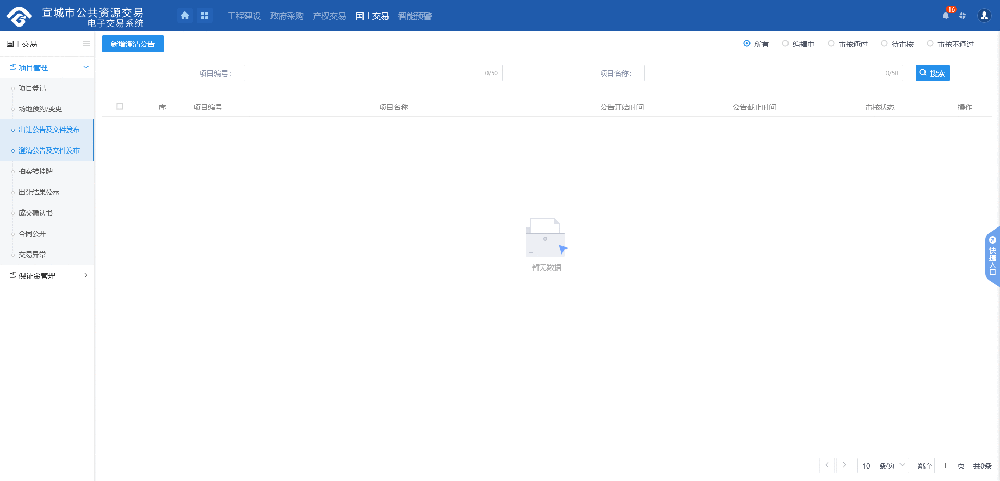 宣城市公共资源交易
电子交易系统
工程建设 政府采购 产权交易 国土交易 智能预警
16
国土交易
项目管理
项目登记
场地预约/变更
出让公告及文件发布
澄清公告及文件发布
拍卖转挂牌
出让结果公示
成交确认书
合同公开
交易异常
保证金管理
新增澄清公告
所有 编辑中 审核通过 待审核 审核不通过
项目编号: 0/50 项目名称: 0/50 搜索
序 项目编号 项目名称 公告开始时间 公告截止时间 审核状态 操作
暂无数据
快捷入口
10 条/页 跳至 1 页 共0条